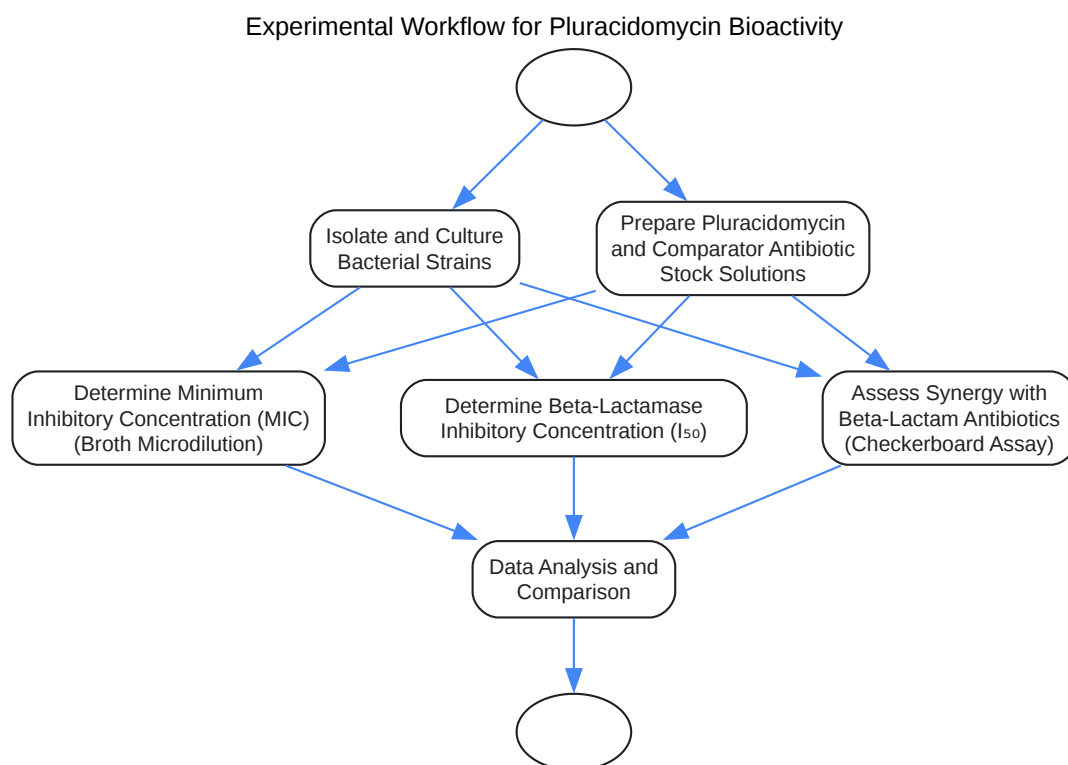 Experimental Workflow for Pluracidomycin Bioactivity
Isolate and Culture
Bacterial Strains
Prepare Pluracidomycin
and Comparator Antibiotic
Stock Solutions
Determine Minimum
Inhibitory Concentration (MIC)
(Broth Microdilution)
Determine Beta-Lactamase
Inhibitory Concentration (I₅₀)
Assess Synergy with
Beta-Lactam Antibiotics
(Checkerboard Assay)
Data Analysis and
Comparison